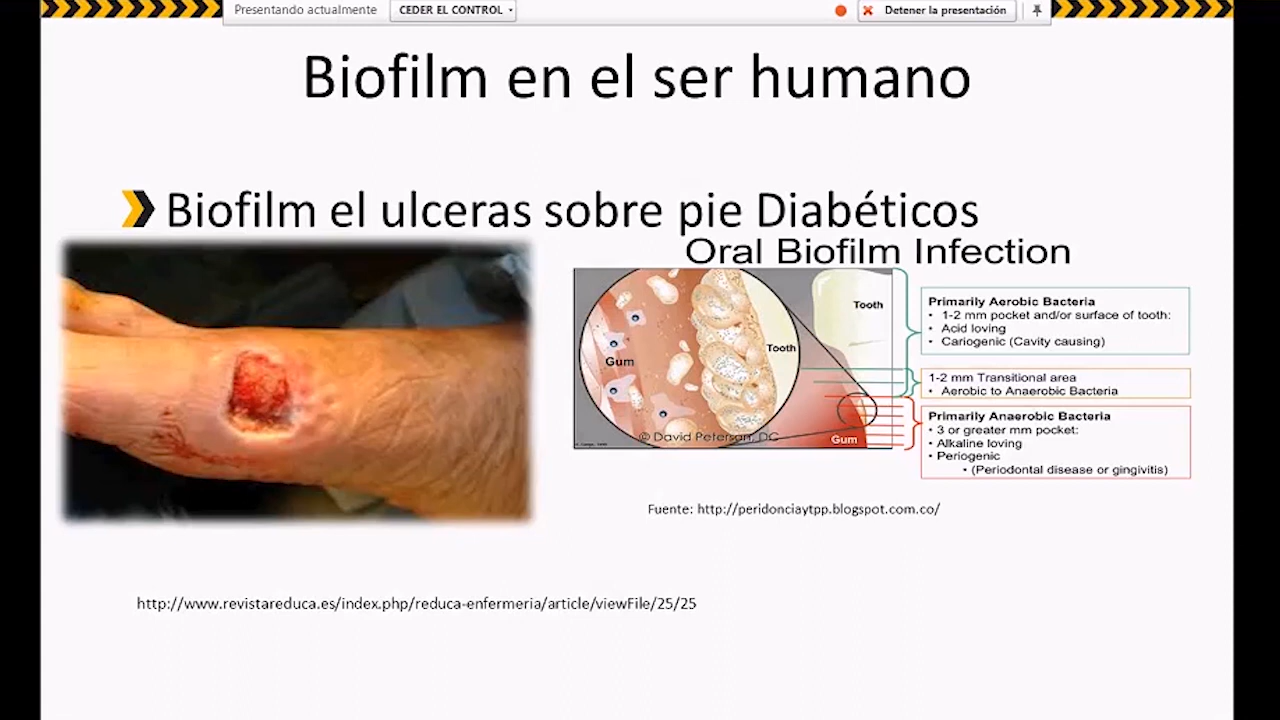 Presentando actualmente
CEDER EL CONTROL
Detener la presentación
Biofilm en el ser humano
Biofilm el ulceras sobre pie Diabéticos
Oral Biofilm Infection
Tooth
Tooth
Gum
© David Peterson, DC
Gum
Primarily Aerobic Bacteria
• 1-2 mm pocket and/or surface of tooth:
• Acid loving
• Cariogenic (Cavity causing)
1-2 mm Transitional area
• Aerobic to Anaerobic Bacteria
Primarily Anaerobic Bacteria
• 3 or greater mm pocket:
• Alkaline loving
• Periogenic
• (Periodontal disease or gingivitis)
Fuente: http://peridonciaytpp.blogspot.com.co/
http://www.revistareduca.es/index.php/reduca-enfermeria/article/viewFile/25/25